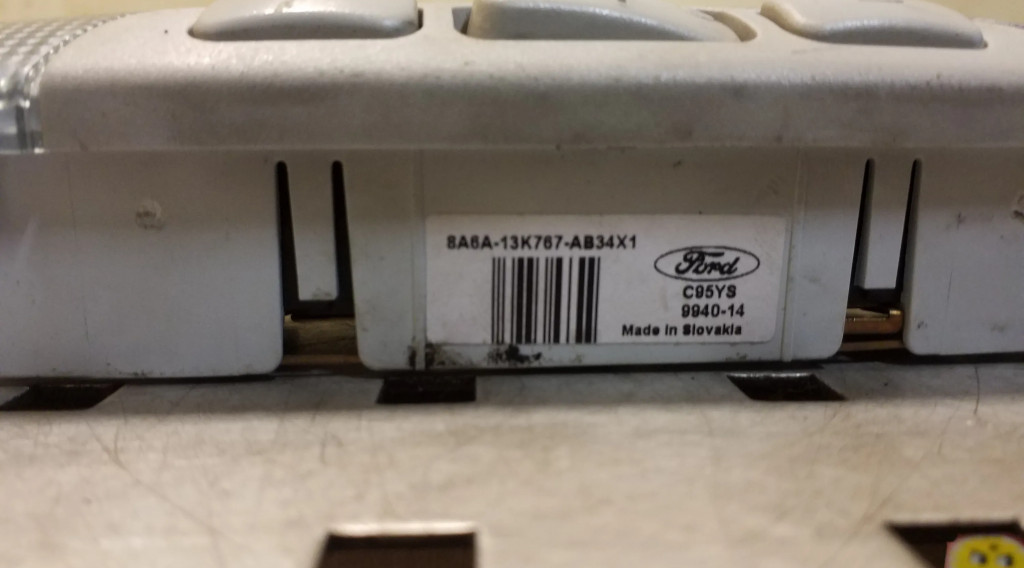 8A6A-13K767-AB34X1
Ford
C95YS
9940-14
Made in Slovakia